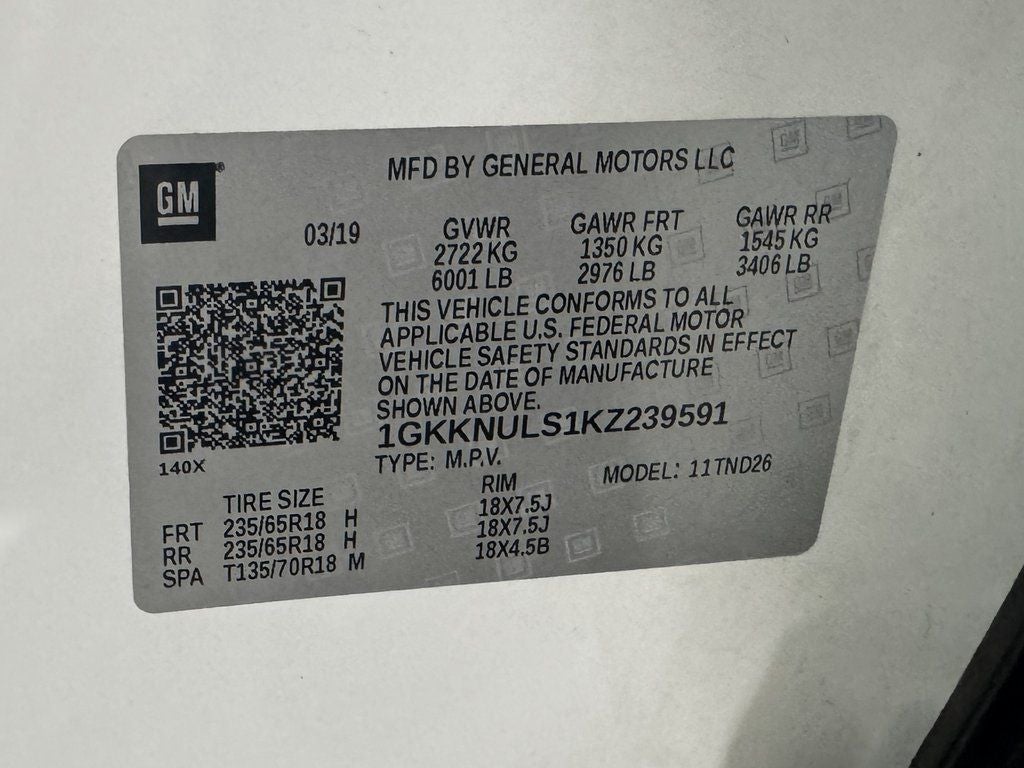 MFD BY GENERAL MOTORS LLC
GM
03/19 GVWR GAWR FRT GAWR RR
2722 KG 1350 KG 1545 KG
6001 LB 2976 LB 3406 LB
THIS VEHICLE CONFORMS TO ALL
APPLICABLE U.S. FEDERAL MOTOR
VEHICLE SAFETY STANDARDS IN EFFECT
ON THE DATE OF MANUFACTURE
SHOWN ABOVE.
1GKKNULS1KZ239591
140X
TYPE: M.P.V. MODEL: 11TND26
TIRE SIZE RIM
FRT 235/65R18 H 18X7.5J
RR 235/65R18 H 18X7.5J
SPA T135/70R18 M 18X4.5B